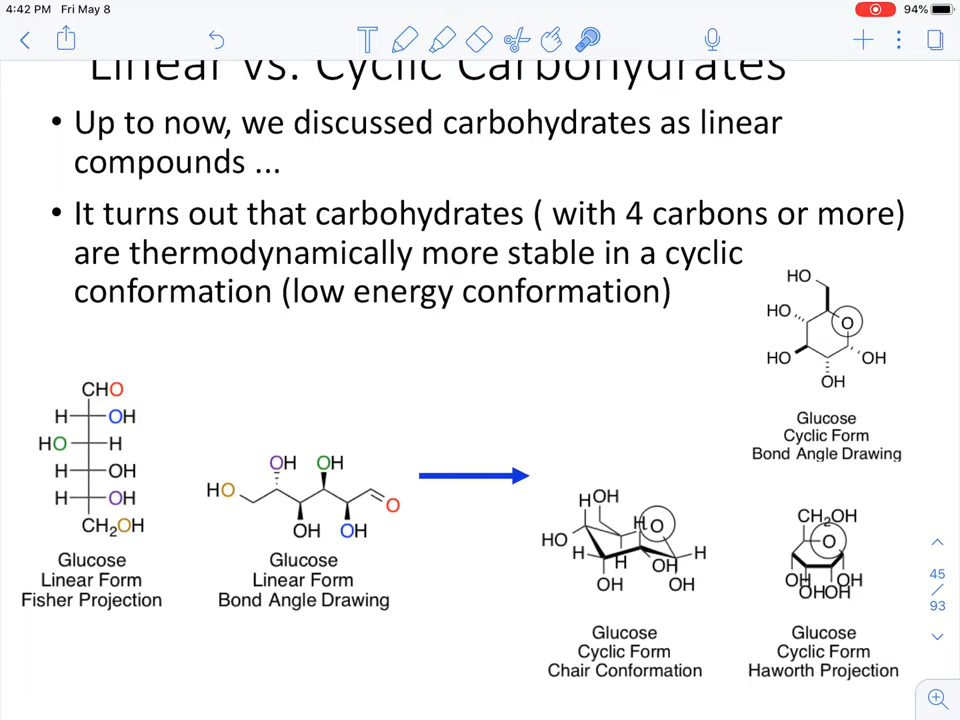 4:42 PM Fri May 8
94%
T
Linear vs. Cyclic Carbohydrates
• Up to now, we discussed carbohydrates as linear
compounds ...
• It turns out that carbohydrates ( with 4 carbons or more)
are thermodynamically more stable in a cyclic
conformation (low energy conformation)
HO
HO
O
HO
OH
OH
Glucose
Cyclic Form
Bond Angle Drawing
CHO
H OH
HO H
H OH
H OH
CH2OH
Glucose
Linear Form
Fisher Projection
OH OH
HO
O
OH OH
Glucose
Linear Form
Bond Angle Drawing
HOH
H O
HO
H
H
H
OH
OH
OH
Glucose
Cyclic Form
Chair Conformation
CH2OH
O
OH OH
OHOH
Glucose
Cyclic Form
Haworth Projection
45
/
93